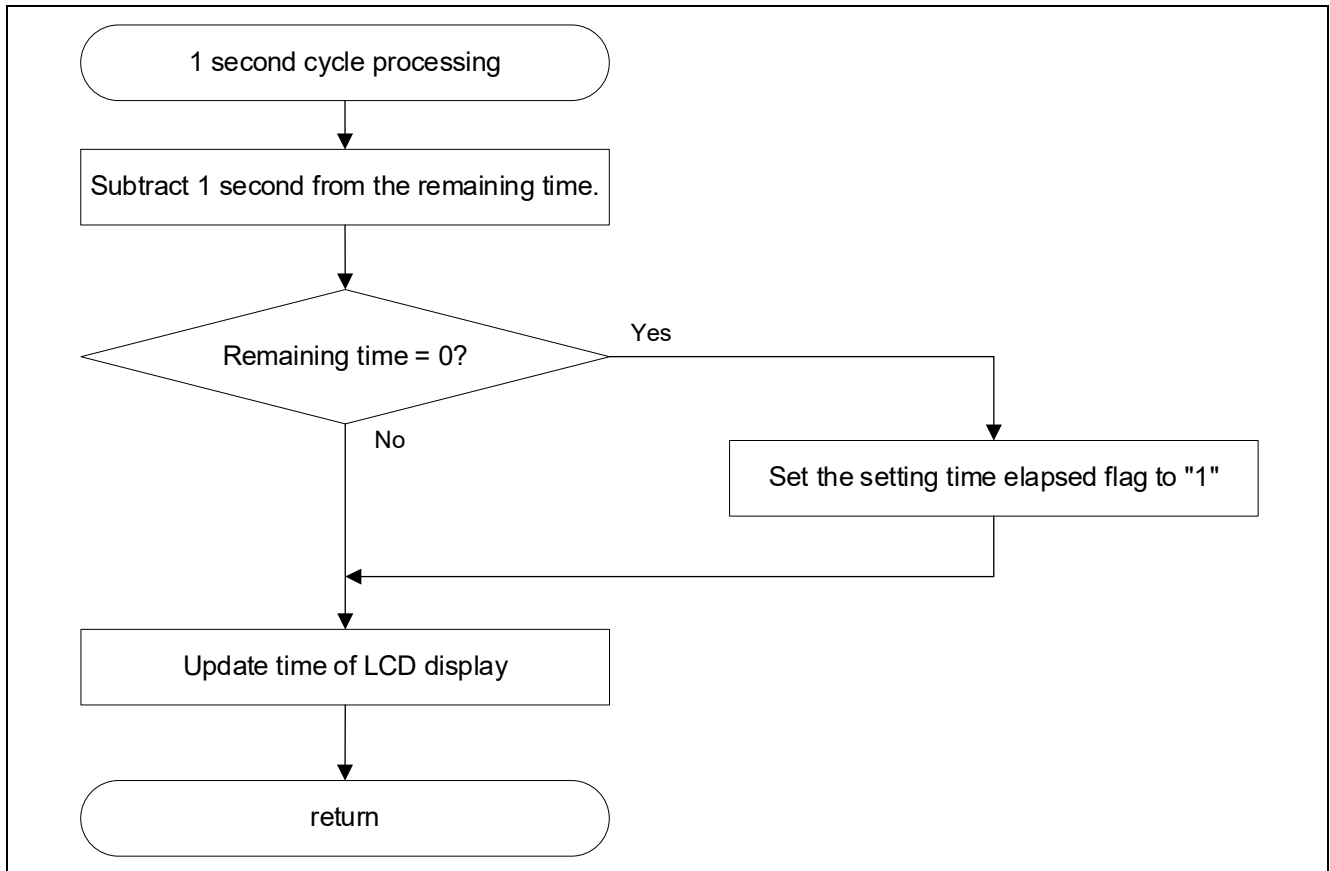 1 second cycle processing
Subtract 1 second from the remaining time.
Remaining time = 0?
Yes
No
Set the setting time elapsed flag to "1"
Update time of LCD display
return